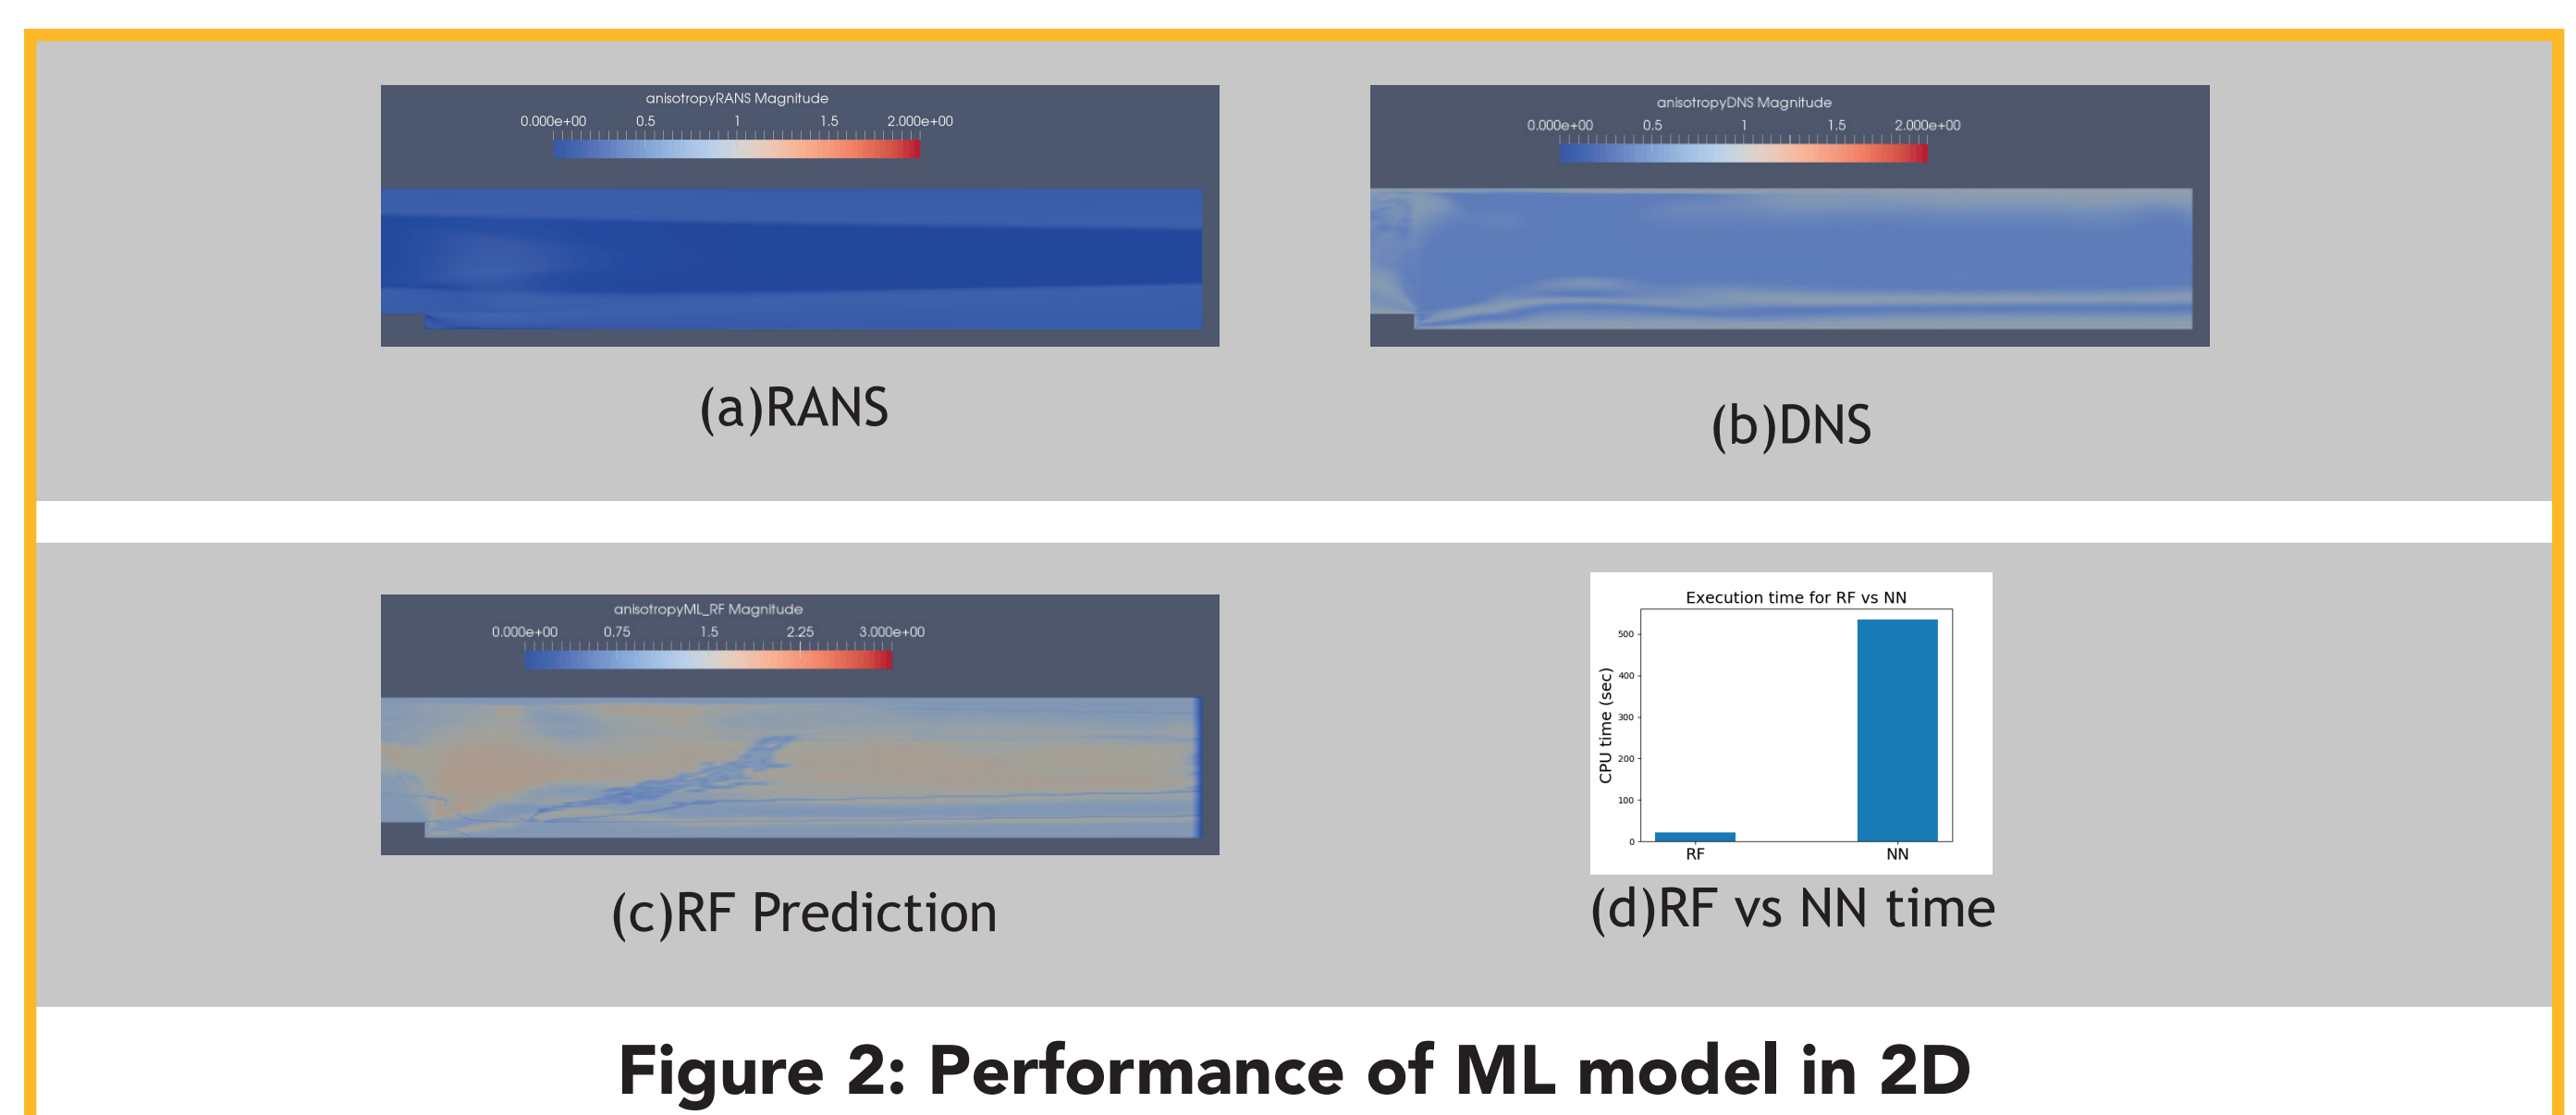 anisotropyRANS Magnitude
0.000e+00 0.5 1 1.5 2.000e+00
(a)RANS
anisotropyDNS Magnitude
0.000e+00 0.5 1 1.5 2.000e+00
(b)DNS
anisotropyML_RF Magnitude
0.000e+00 0.75 1.5 2.25 3.000e+00
(c)RF Prediction
Execution time for RF vs NN
CPU time (sec)
500
400
300
200
100
0
RF NN
(d)RF vs NN time
Figure 2: Performance of ML model in 2D